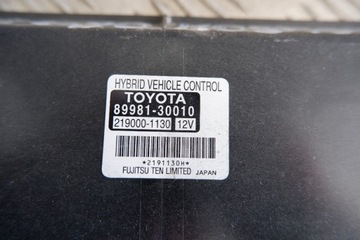 HYBRID VEHICLE CONTROL
TOYOTA
89981-30010
219000-1130 12V
*2191130H*
FUJITSU TEN LIMITED JAPAN